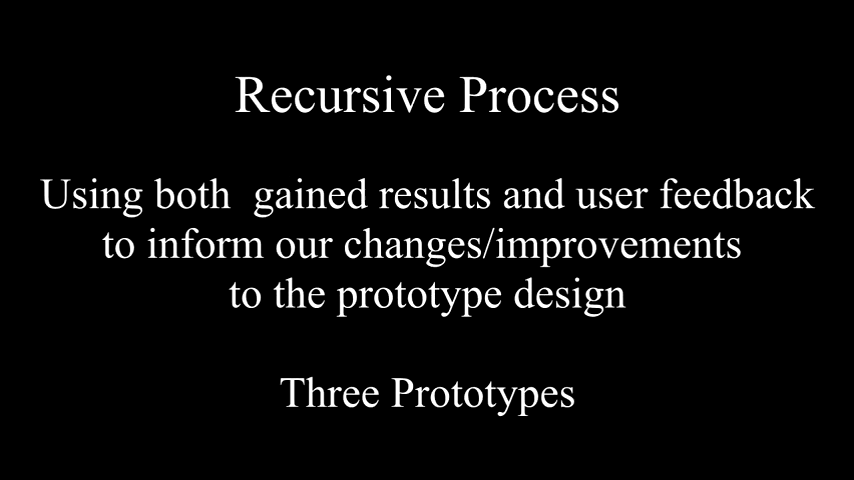 Recursive Process
Using both  gained results and user feedback
to inform our changes/improvements
to the prototype design
Three Prototypes